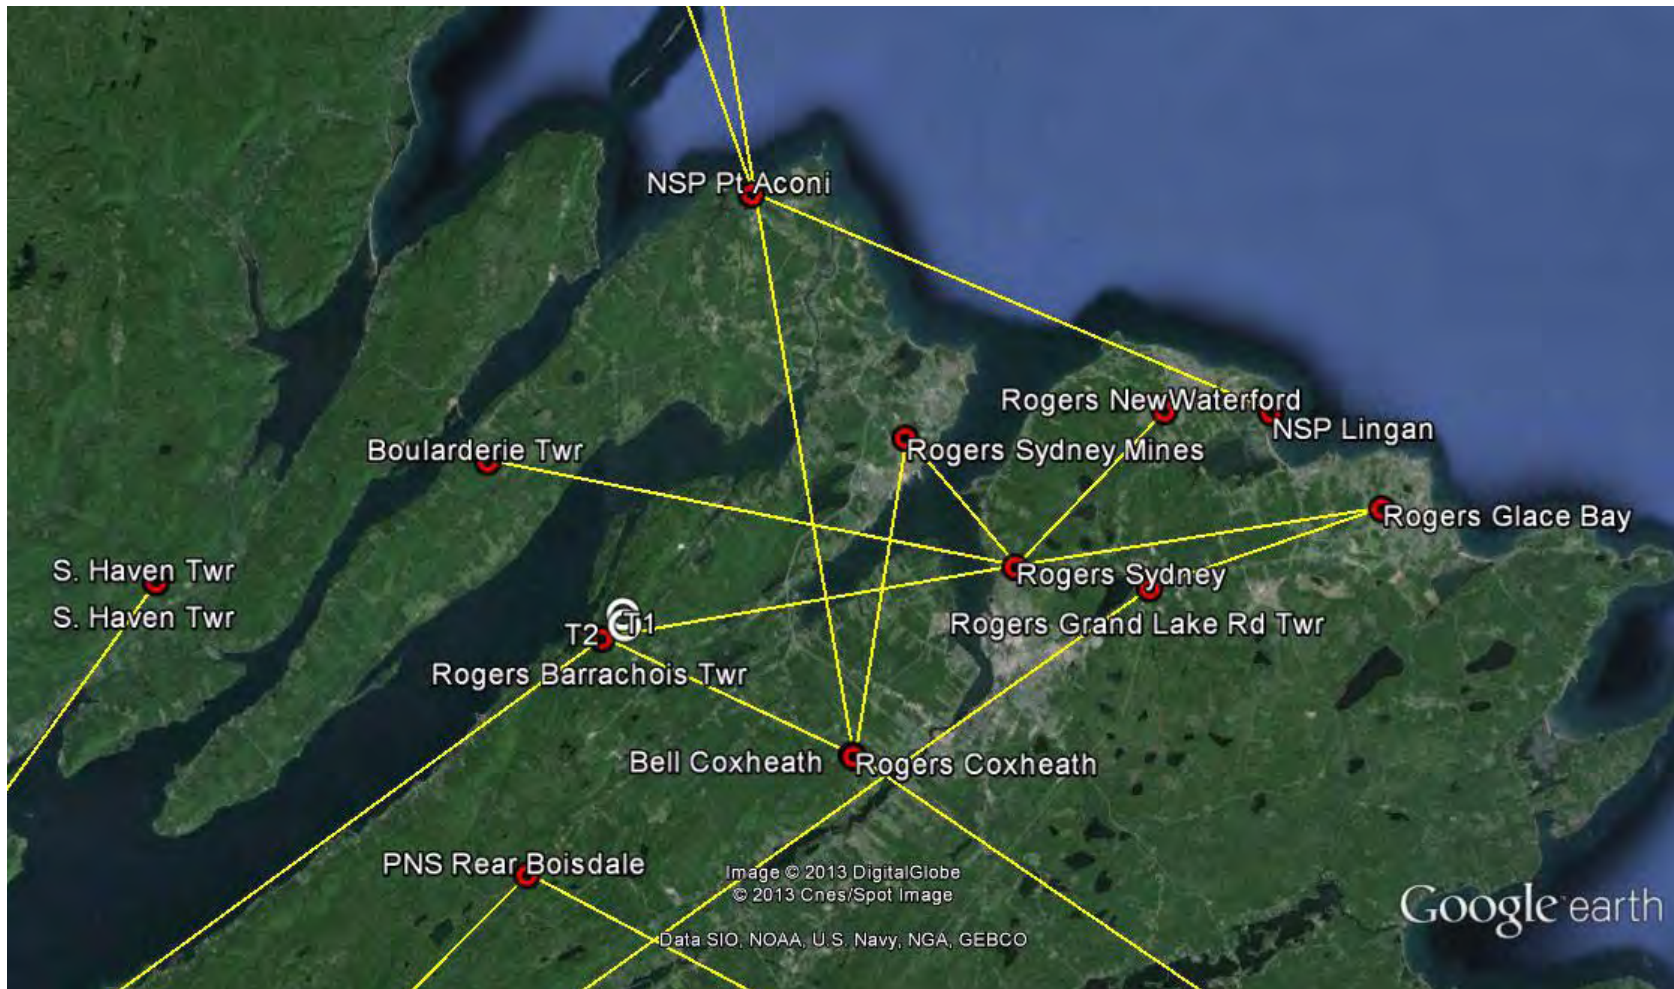 NSP Pt Aconi
Rogers NewWaterford
NSP Lingan
Boularderie Twr
Rogers Sydney Mines
Rogers Glace Bay
S. Haven Twr
Rogers Sydney
S. Haven Twr
T1
Rogers Grand Lake Rd Twr
T2
Rogers Barrachois Twr
Bell Coxheath
Rogers Coxheath
PNS Rear Boisdale
Image © 2013 DigitalGlobe
© 2013 Cnes/Spot Image
Google earth
Data SIO, NOAA, U.S. Navy, NGA, GEBCO